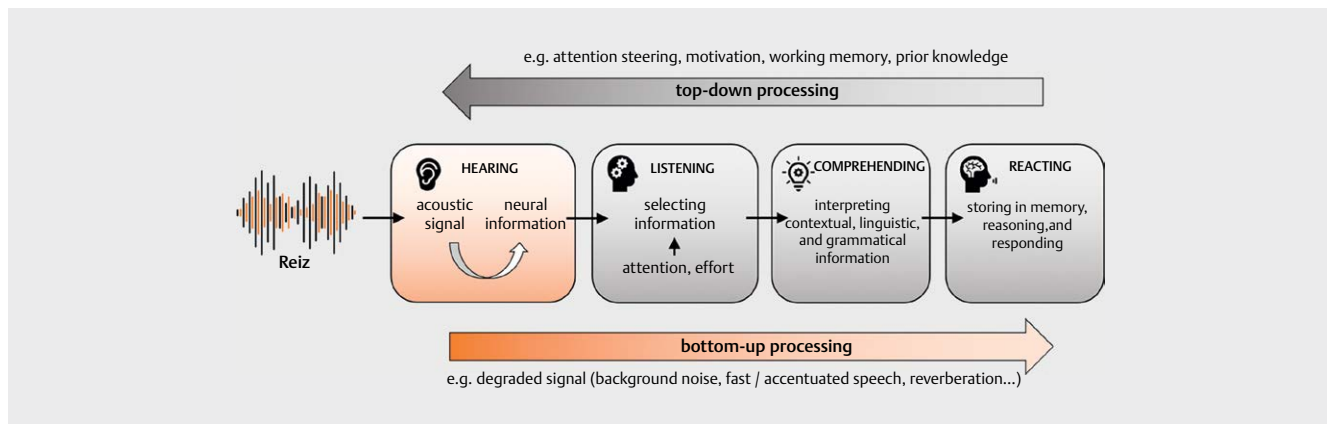 e.g. attention steering, motivation, working memory, prior knowledge
top-down processing
HEARING
acoustic
signal
neural
information
LISTENING
selecting
information
attention, effort
COMPREHENDING
interpreting
contextual, linguistic,
and grammatical
information
REACTING
storing in memory,
reasoning,and
responding
Reiz
bottom-up processing
e.g. degraded signal (background noise, fast / accentuated speech, reverberation...)